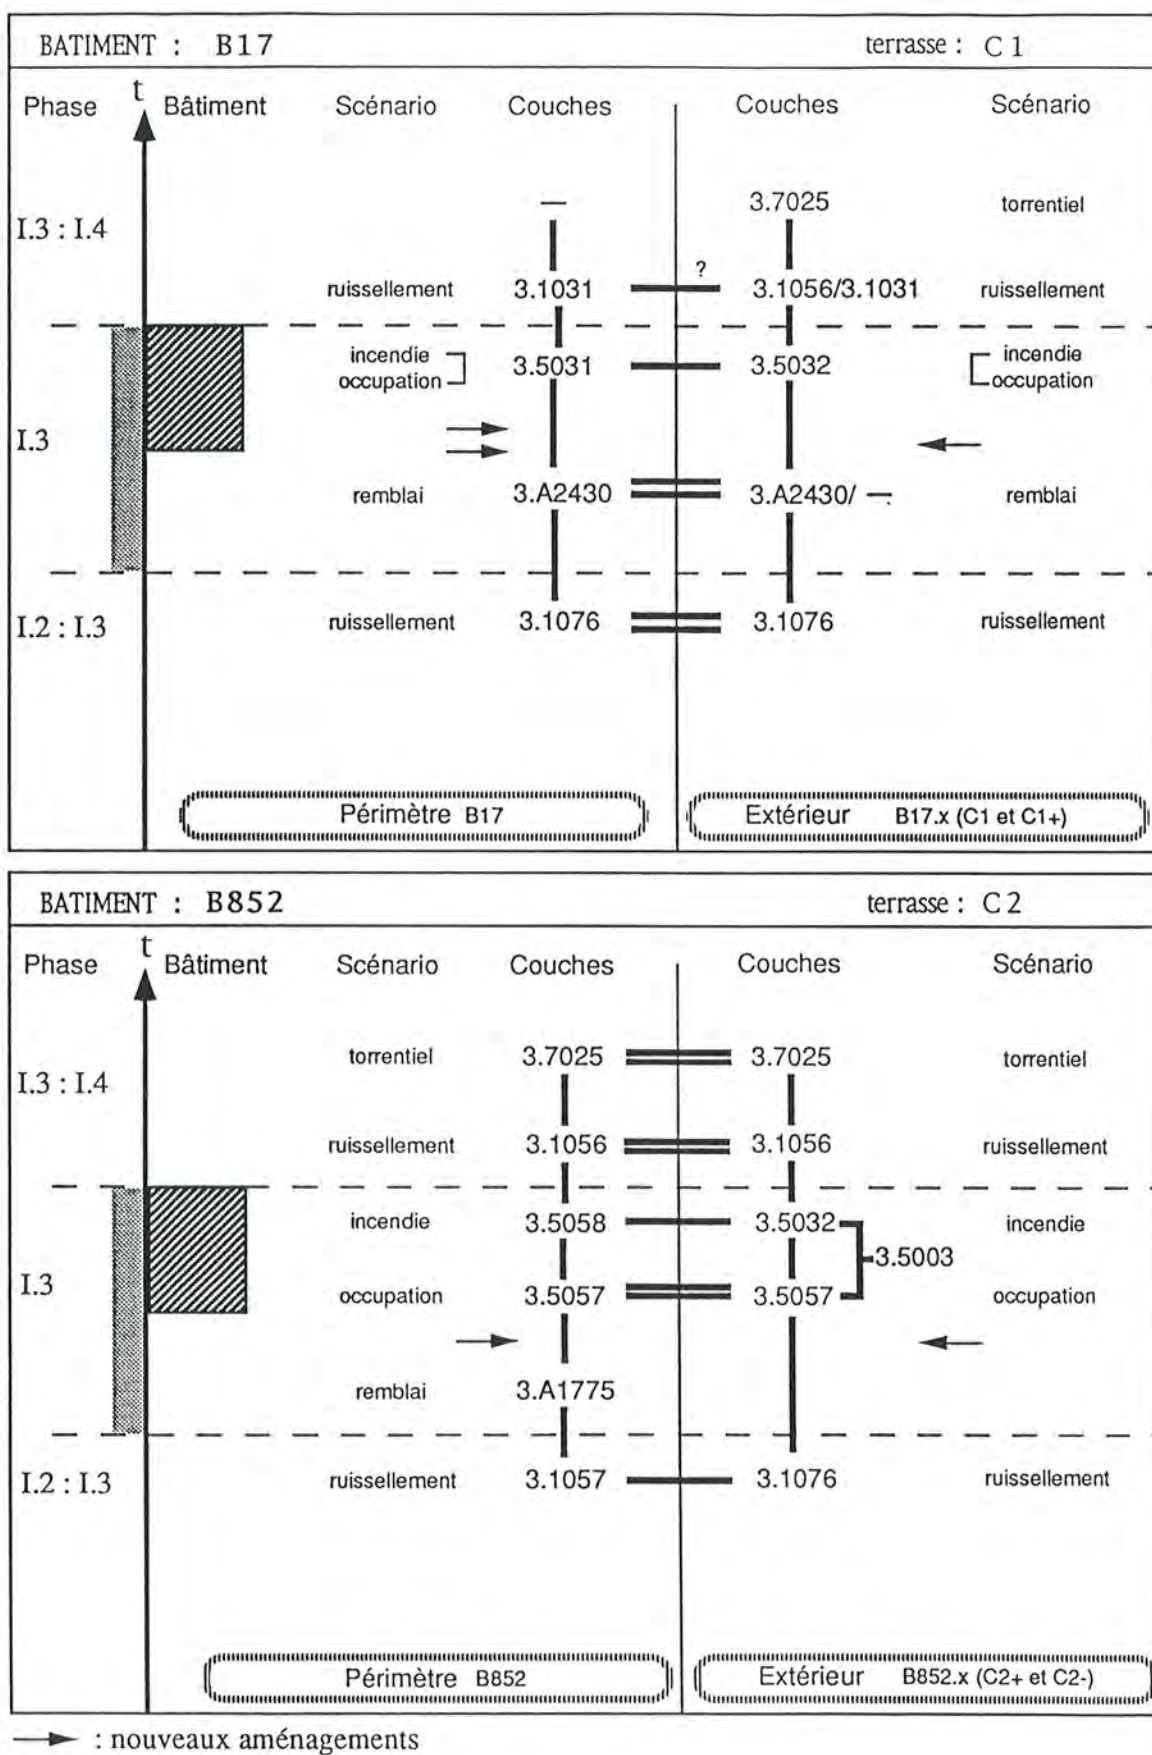 BATIMENT : B17 terrasse : C1
Phase t Bâtiment Scénario Couches Couches Scénario
— 3.7025 torrentiel
I.3 : I.4
?
ruissellement 3.1031 3.1056/3.1031 ruissellement
incendie 3.5031 3.5032 incendie
occupation occupation
I.3
remblai 3.A2430 3.A2430/ — remblai
I.2 : I.3 ruissellement 3.1076 3.1076 ruissellement
Périmètre B17 Extérieur B17.x (C1 et C1+)
BATIMENT : B852 terrasse : C2
Phase t Bâtiment Scénario Couches Couches Scénario
torrentiel 3.7025 3.7025 torrentiel
I.3 : I.4
ruissellement 3.1056 3.1056 ruissellement
incendie 3.5058 3.5032 incendie
I.3 3.5003
occupation 3.5057 3.5057 occupation
remblai 3.A1775
I.2 : I.3 ruissellement 3.1057 3.1076 ruissellement
Périmètre B852 Extérieur B852.x (C2+ et C2-)
: nouveaux aménagements